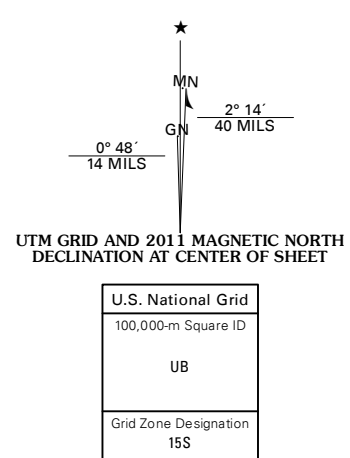 ★
MN
GN
2° 14´
40 MILS
0° 48´
14 MILS
UTM GRID AND 2011 MAGNETIC NORTH
DECLINATION AT CENTER OF SHEET
U.S. National Grid
100,000-m Square ID
UB
Grid Zone Designation
15S